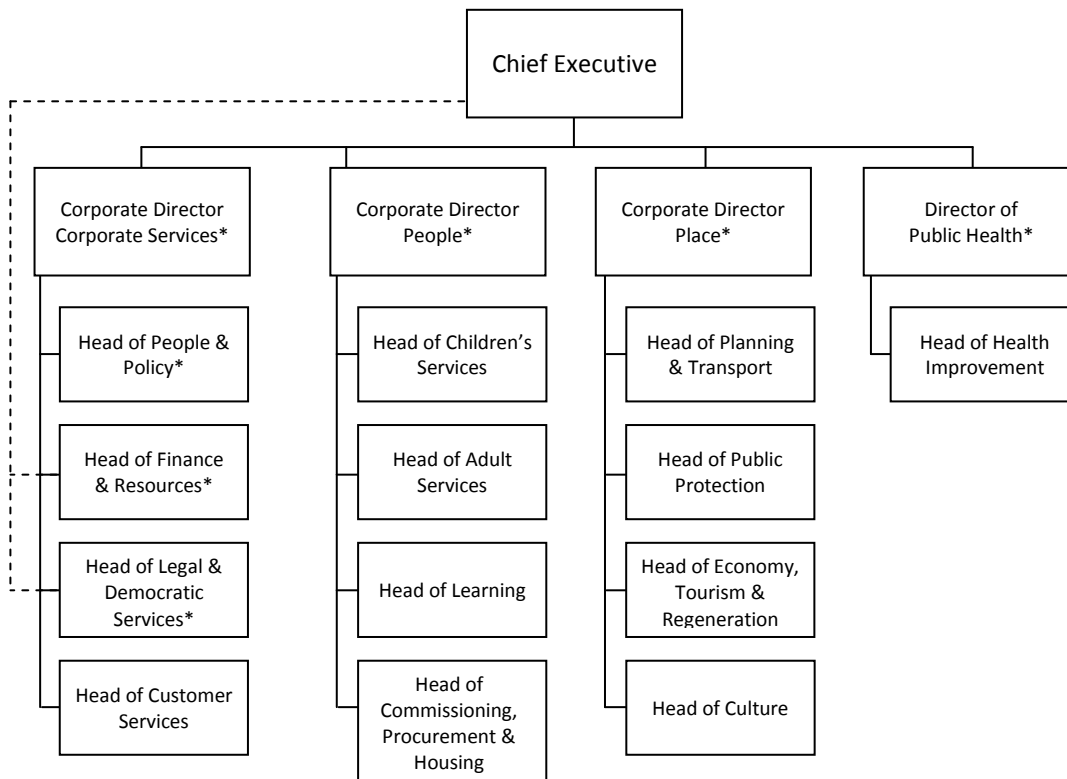 Chief Executive
Corporate Director
Corporate Services*
Corporate Director
People*
Corporate Director
Place*
Director of
Public Health*
Head of People &
Policy*
Head of Finance
& Resources*
Head of Legal &
Democratic
Services*
Head of Customer
Services
Head of Children’s
Services
Head of Adult
Services
Head of Learning
Head of
Commissioning,
Procurement &
Housing
Head of Planning
& Transport
Head of Public
Protection
Head of Economy,
Tourism &
Regeneration
Head of Culture
Head of Health
Improvement